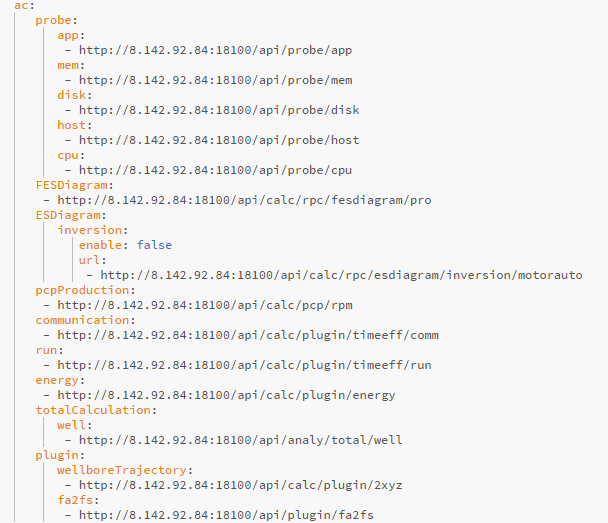 ac:
probe:
app:
- http://8.142.92.84:18100/api/probe/app
mem:
- http://8.142.92.84:18100/api/probe/mem
disk:
- http://8.142.92.84:18100/api/probe/disk
host:
- http://8.142.92.84:18100/api/probe/host
cpu:
- http://8.142.92.84:18100/api/probe/cpu
FESDiagram:
- http://8.142.92.84:18100/api/calc/rpc/fesdiagram/pro
ESDiagram:
inversion:
enable: false
url:
- http://8.142.92.84:18100/api/calc/rpc/esdiagram/inversion/motorauto
pcpProduction:
- http://8.142.92.84:18100/api/calc/pcp/rpm
communication:
- http://8.142.92.84:18100/api/calc/plugin/timeeff/comm
run:
- http://8.142.92.84:18100/api/calc/plugin/timeeff/run
energy:
- http://8.142.92.84:18100/api/calc/plugin/energy
totalCalculation:
well:
- http://8.142.92.84:18100/api/analy/total/well
plugin:
wellboreTrajectory:
- http://8.142.92.84:18100/api/calc/plugin/2xyz
fa2fs:
- http://8.142.92.84:18100/api/plugin/fa2fs